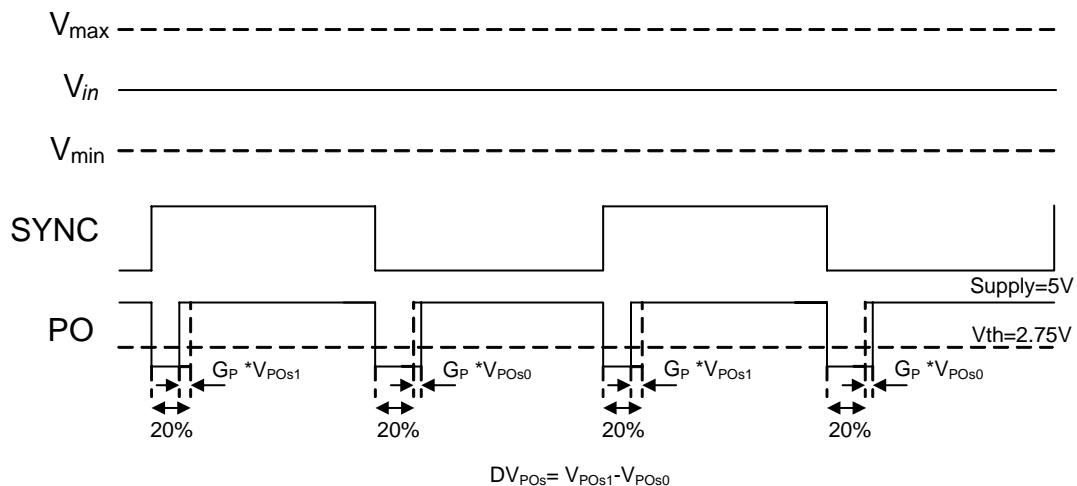 Vmax
Vin
Vmin
SYNC
Supply=5V
PO
Vth=2.75V
GP *VPOs1
GP *VPOs0
GP *VPOs1
GP *VPOs0
20%
20%
20%
20%
DVPOs= VPOs1-VPOs0